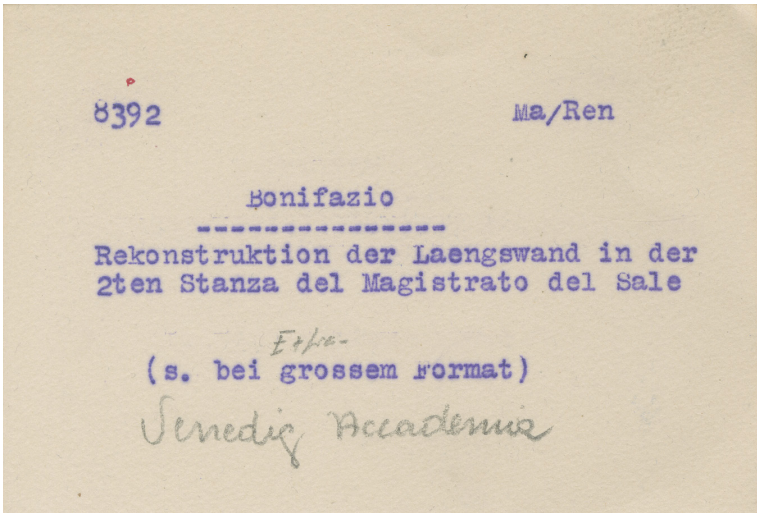 8392 Ma/Ren
Bonifazio
---------------
Rekonstruktion der Laengswand in der
2ten Stanza del Magistrato del Sale
(s. bei grossem Format)
Venedig Accademia